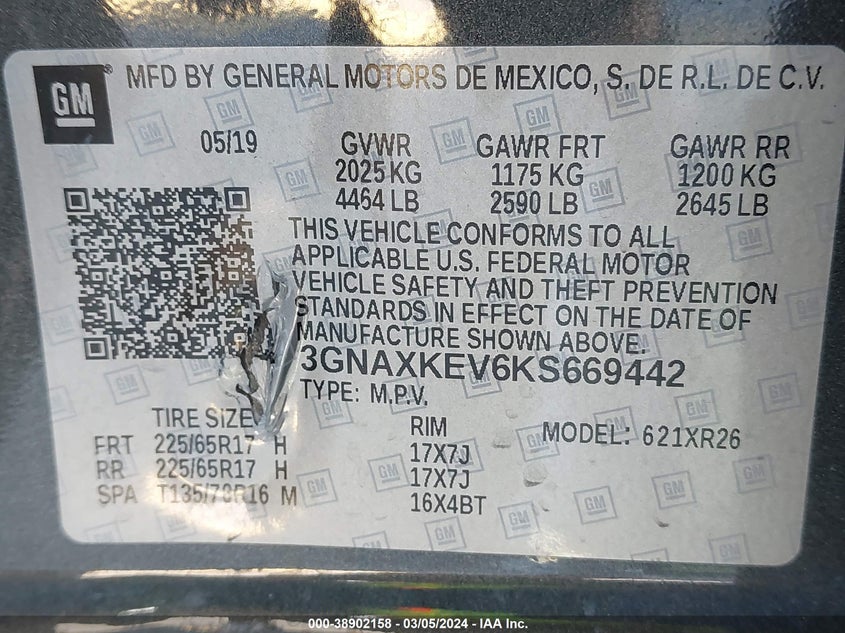 GM
MFD BY GENERAL MOTORS DE MEXICO, S. DE R.L. DE C.V.
05/19 GVWR GAWR FRT GAWR RR
2025 KG 1175 KG 1200 KG
4464 LB 2590 LB 2645 LB
THIS VEHICLE CONFORMS TO ALL
APPLICABLE U.S. FEDERAL MOTOR
VEHICLE SAFETY AND THEFT PREVENTION
STANDARDS IN EFFECT ON THE DATE OF
MANUFACTURE SHOWN ABOVE.
3GNAXKEV6KS669442
TYPE: M.P.V.
TIRE SIZE RIM MODEL: 621XR26
FRT 225/65R17 H 17X7J
RR 225/65R17 H 17X7J
SPA T135/70R16 M 16X4BT
000-38902158 - 03/05/2024 - IAA Inc.